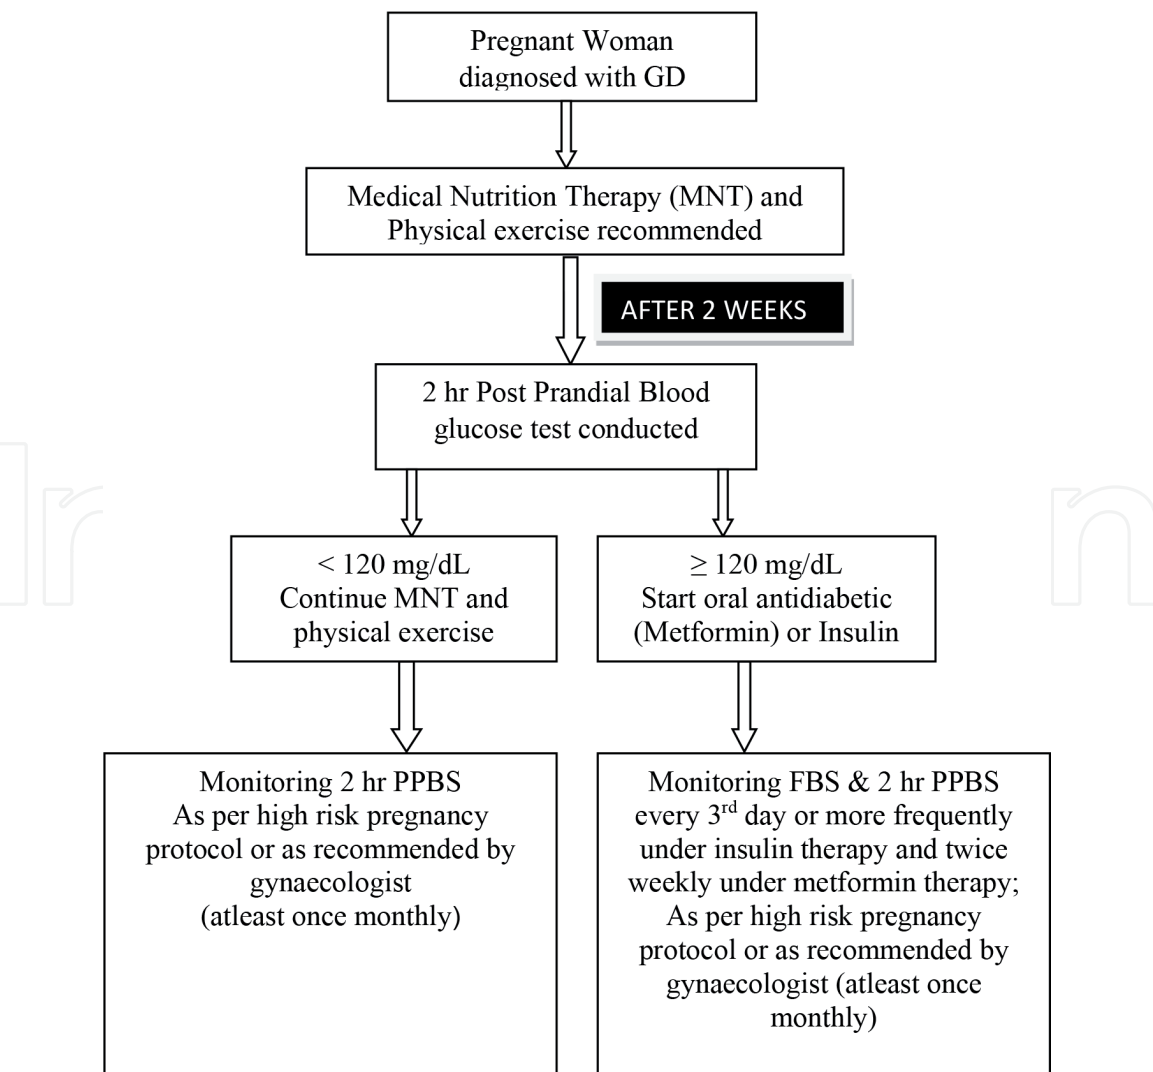 Pregnant Woman
diagnosed with GD
Medical Nutrition Therapy (MNT) and
Physical exercise recommended
AFTER 2 WEEKS
2 hr Post Prandial Blood
glucose test conducted
< 120 mg/dL
Continue MNT and
physical exercise
≥ 120 mg/dL
Start oral antidiabetic
(Metformin) or Insulin
Monitoring 2 hr PPBS
As per high risk pregnancy
protocol or as recommended by
gynaecologist
(atleast once monthly)
Monitoring FBS & 2 hr PPBS
every 3rd day or more frequently
under insulin therapy and twice
weekly under metformin therapy;
As per high risk pregnancy
protocol or as recommended by
gynaecologist (atleast once
monthly)